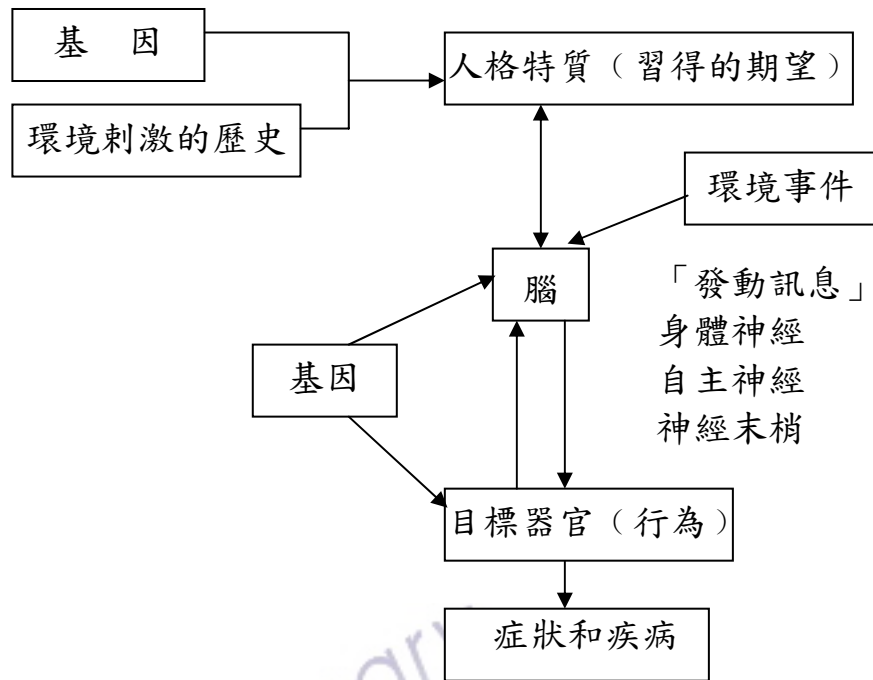 基 因
人格特質（習得的期望）
環境刺激的歷史
環境事件
腦
「發動訊息」
身體神經
自主神經
神經末梢
基因
目標器官（行為）
症狀和疾病
ary